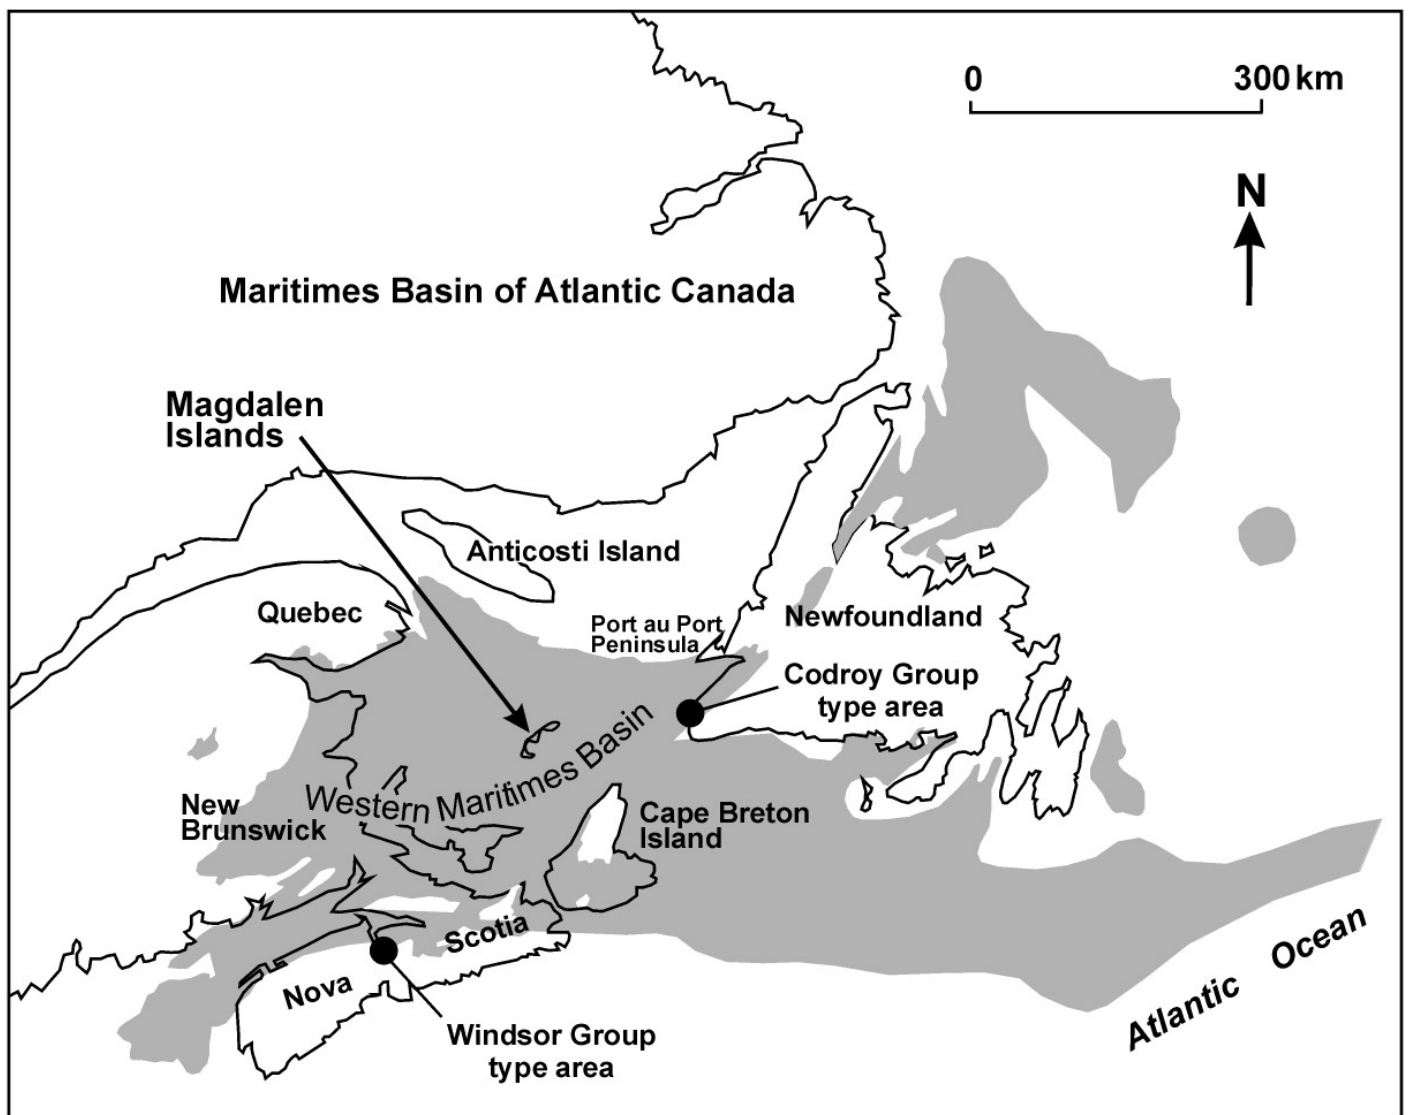 0 300 km
N
Maritimes Basin of Atlantic Canada
Magdalen
Islands
Anticosti Island
Quebec
Port au Port
Peninsula
Newfoundland
Codroy Group
type area
Western Maritimes Basin
New
Brunswick
Cape Breton
Island
Scotia
Nova
Atlantic Ocean
Windsor Group
type area